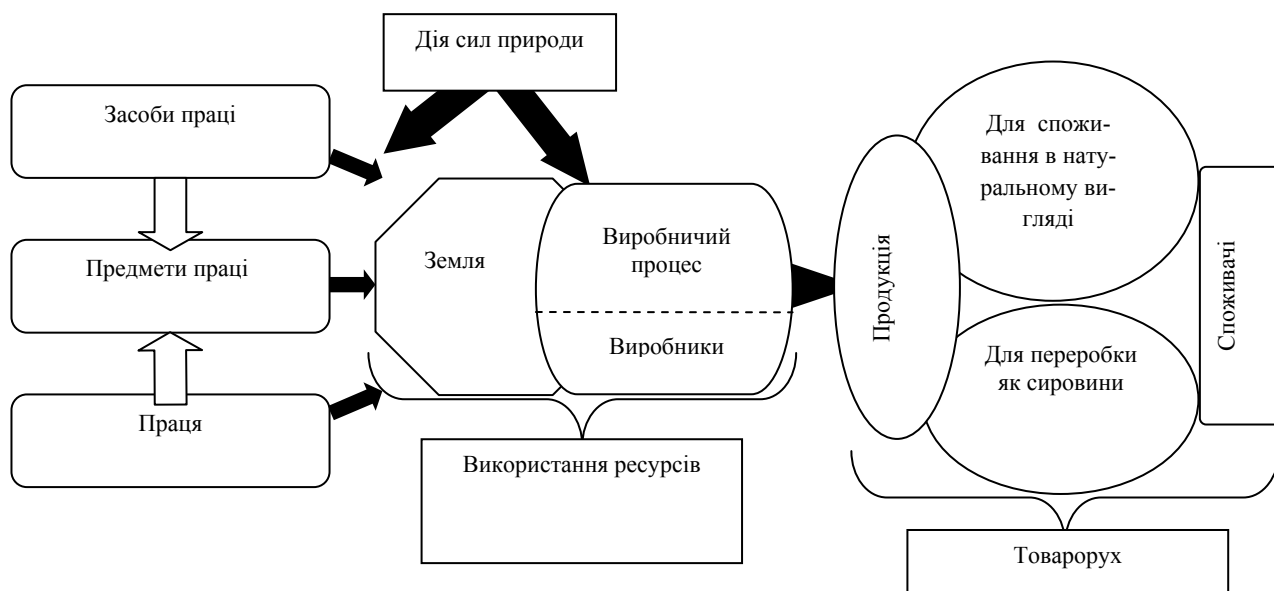 Дія сил природи
Засоби праці
Предмети праці
Праця
Земля
Виробничий
процес
Виробники
Використання ресурсів
Продукція
Для спожи-
вання в нату-
ральному ви-
гляді
Для переробки
як сировини
Споживачі
Товарорух